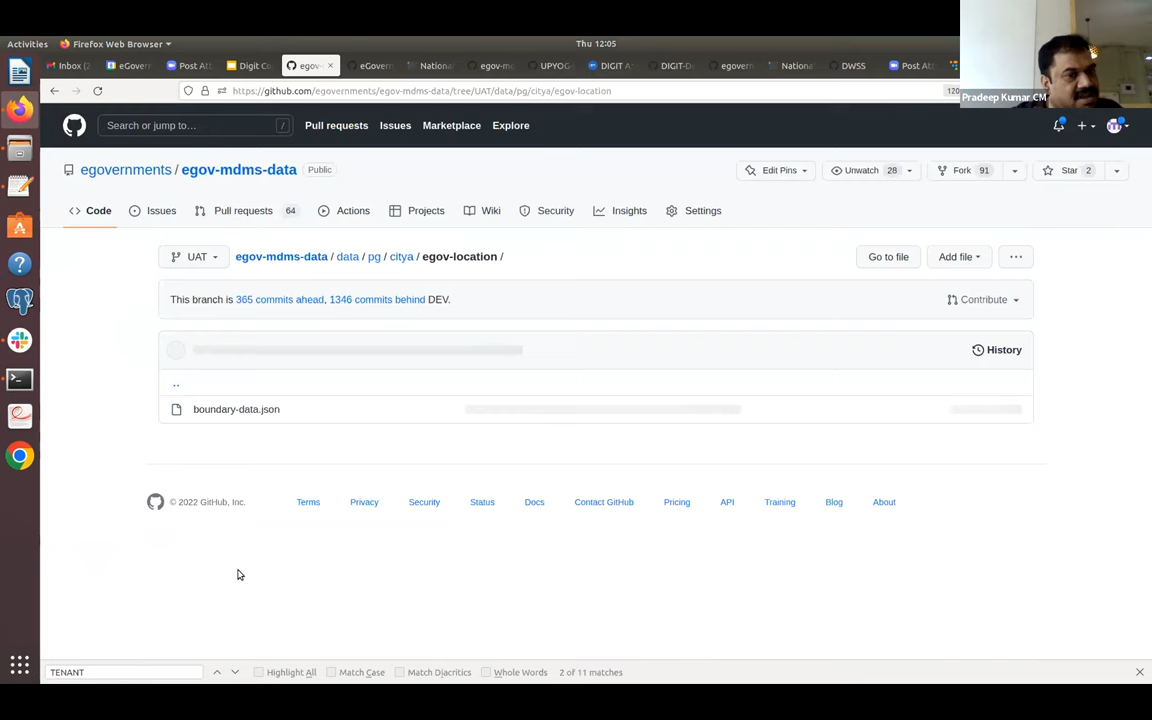 Activities
Firefox Web Browser
Thu 12:05
Pradeep Kumar CM
Inbox (2
eGover
Post Att
Digit Co
egov-
eGover
Nation
egov-m
UPYOG
DIGIT A
DIGIT-D
egovern
Nation
DWSS
Post At
https://github.com/egovernments/egov-mdms-data/tree/UAT/data/pg/citya/egov-location
120
Search or jump to…
/
Pull requests
Issues
Marketplace
Explore
egovernments / egov-mdms-data
Public
Edit Pins
Unwatch 28
Fork 91
Star 2
Code
Issues
Pull requests 64
Actions
Projects
Wiki
Security
Insights
Settings
UAT
egov-mdms-data / data / pg / citya / egov-location /
Go to file
Add file
This branch is 365 commits ahead, 1346 commits behind DEV.
Contribute
History
..
boundary-data.json
© 2022 GitHub, Inc.
Terms
Privacy
Security
Status
Docs
Contact GitHub
Pricing
API
Training
Blog
About
TENANT
Highlight All
Match Case
Match Diacritics
Whole Words
2 of 11 matches